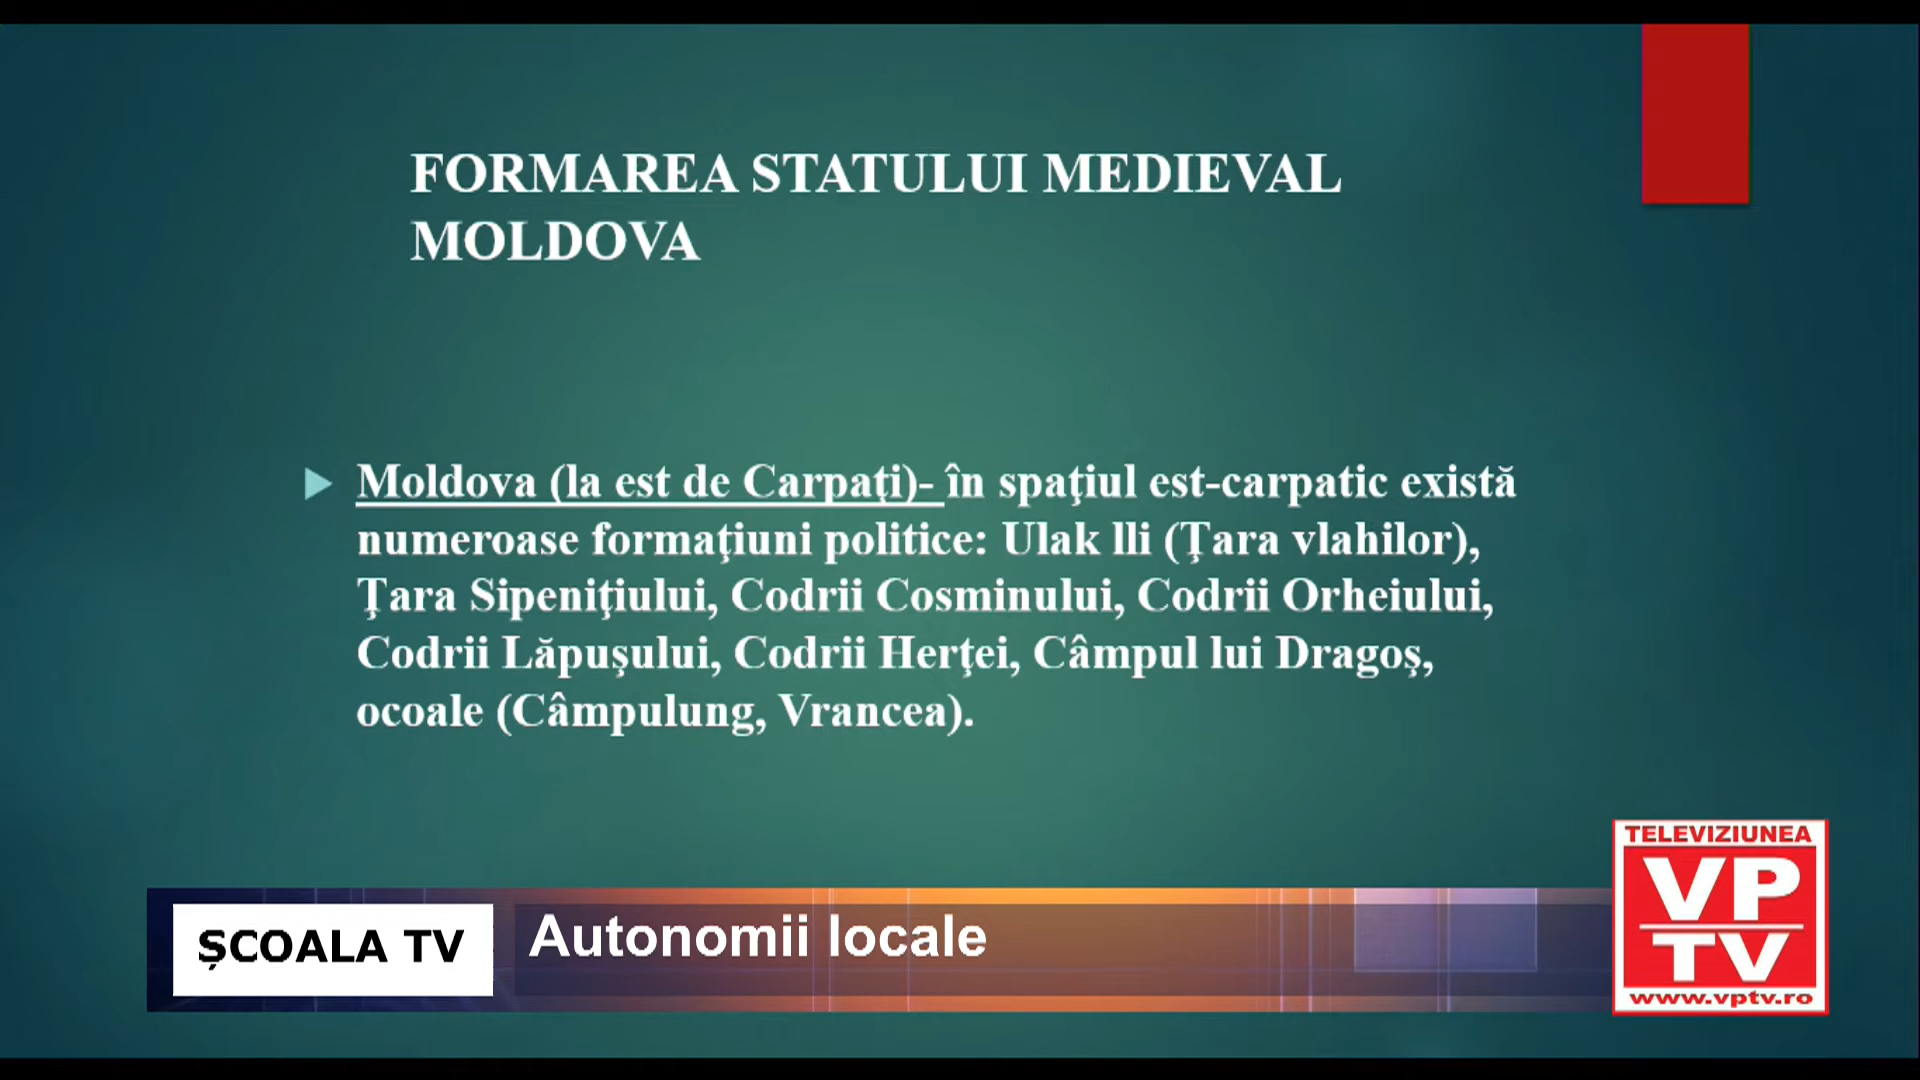 FORMAREA STATULUI MEDIEVAL
MOLDOVA
Moldova (la est de Carpaţi)- în spaţiul est-carpatic există
numeroase formaţiuni politice: Ulak lli (Ţara vlahilor),
Ţara Sipeniţiului, Codrii Cosminului, Codrii Orheiului,
Codrii Lăpuşului, Codrii Herţei, Câmpul lui Dragoş,
ocoale (Câmpulung, Vrancea).
ȘCOALA TV
Autonomii locale
TELEVIZIUNEA
VP
TV
www.vptv.ro